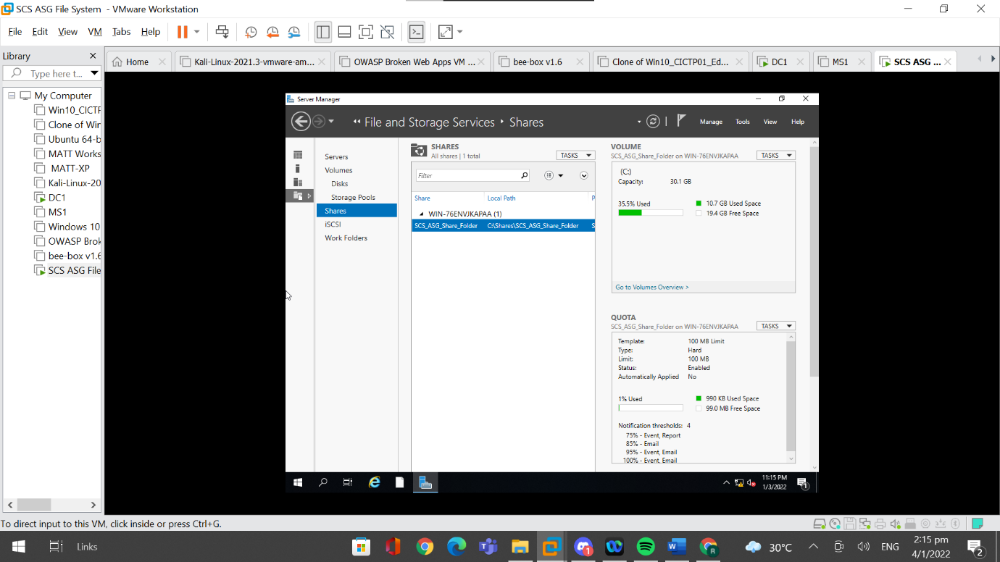 SCS ASG File System - VMware Workstation
File Edit View VM Tabs Help
Library
Type here t...
My Computer
Win10_CICTP
Clone of Wir
Ubuntu 64-b
MATT Works
MATT-XP
Kali-Linux-20
DC1
MS1
Windows 10
OWASP Brok
bee-box v1.6
SCS ASG File
Home
Kali-Linux-2021.3-vmware-am...
OWASP Broken Web Apps VM ...
bee-box v1.6
Clone of Win10_CICTP01_Ed...
DC1
MS1
SCS ASG ...
Server Manager
File and Storage Services
Shares
Manage Tools View Help
Servers
Volumes
Disks
Storage Pools
Shares
iSCSI
Work Folders
SHARES
All shares | 1 total
TASKS
Filter
Share Local Path P
WIN-76ENVJKAPAA (1)
SCS_ASG_Share_Folder C:\Shares\SCS_ASG_Share_Folder S
VOLUME
SCS_ASG_Share_Folder on WIN-76ENVJKAPAA
TASKS
(C:)
Capacity: 30.1 GB
35.5% Used
10.7 GB Used Space
19.4 GB Free Space
Go to Volumes Overview >
QUOTA
SCS_ASG_Share_Folder on WIN-76ENVJKAPAA
TASKS
Template: 100 MB Limit
Type: Hard
Limit: 100 MB
Status: Enabled
Automatically Applied No
1% Used
990 KB Used Space
99.0 MB Free Space
Notification thresholds: 4
75% - Event, Report
85% - Email
95% - Event, Email
100% - Event, Email
11:15 PM
1/3/2022
1
To direct input to this VM, click inside or press Ctrl+G.
Links
1
30°C
ENG
2:15 pm
4/1/2022
2